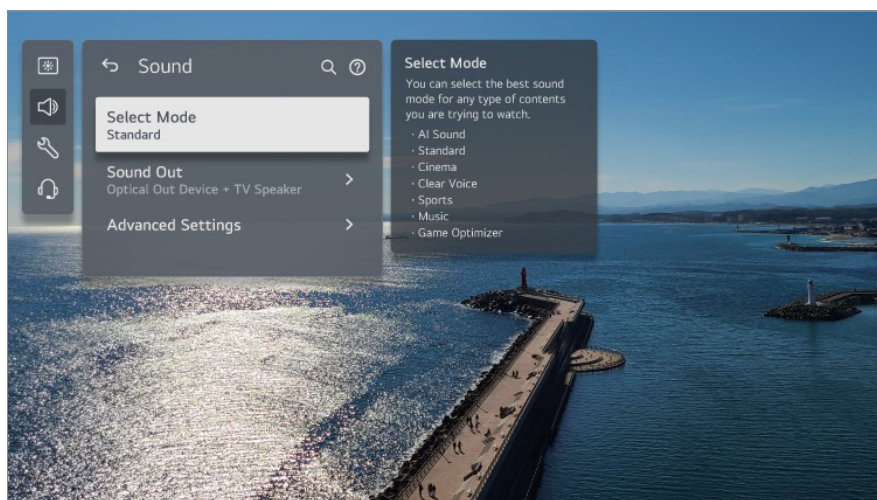 Sound
Select Mode
Standard
Sound Out
Optical Out Device + TV Speaker
Advanced Settings
Select Mode
You can select the best sound
mode for any type of contents
you are trying to watch.
· AI Sound
· Standard
· Cinema
· Clear Voice
· Sports
· Music
· Game Optimizer